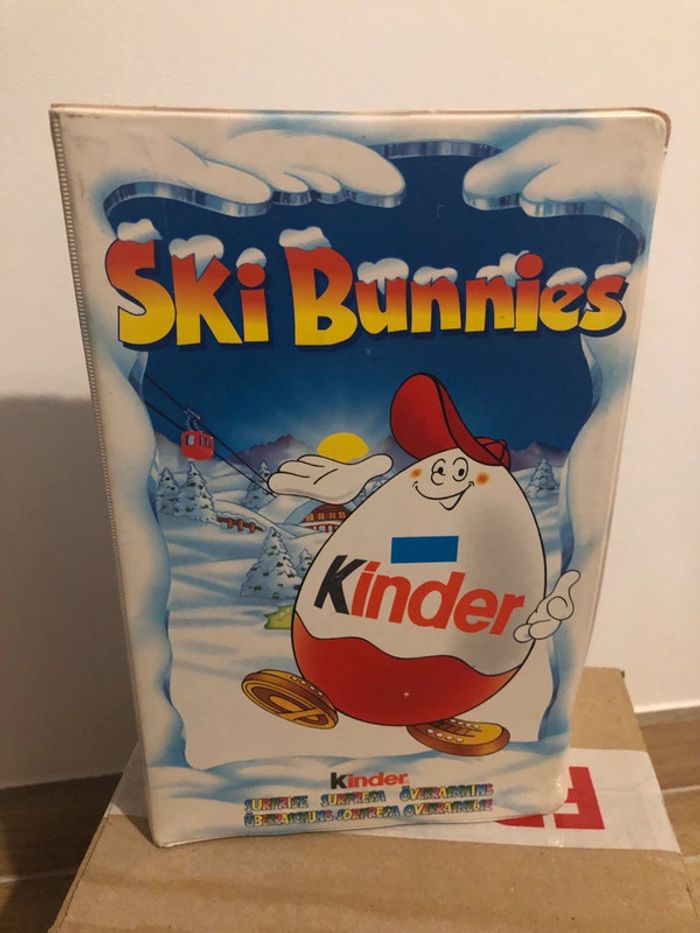 Ski Bunnies
Kinder
Kinder
SURPRISE SURPRESA ÖVERRASKNING
ÜBERRASCHUNG SORPRESA OVERRASKELSE